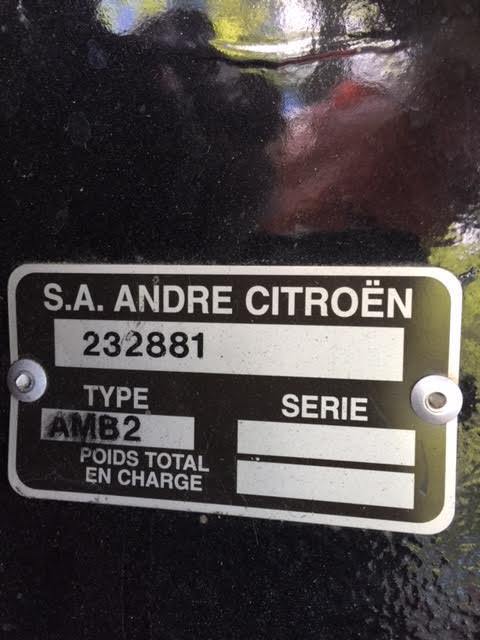 S.A. ANDRE CITROËN
232881
TYPE
SERIE
AMB2
POIDS TOTAL
EN CHARGE